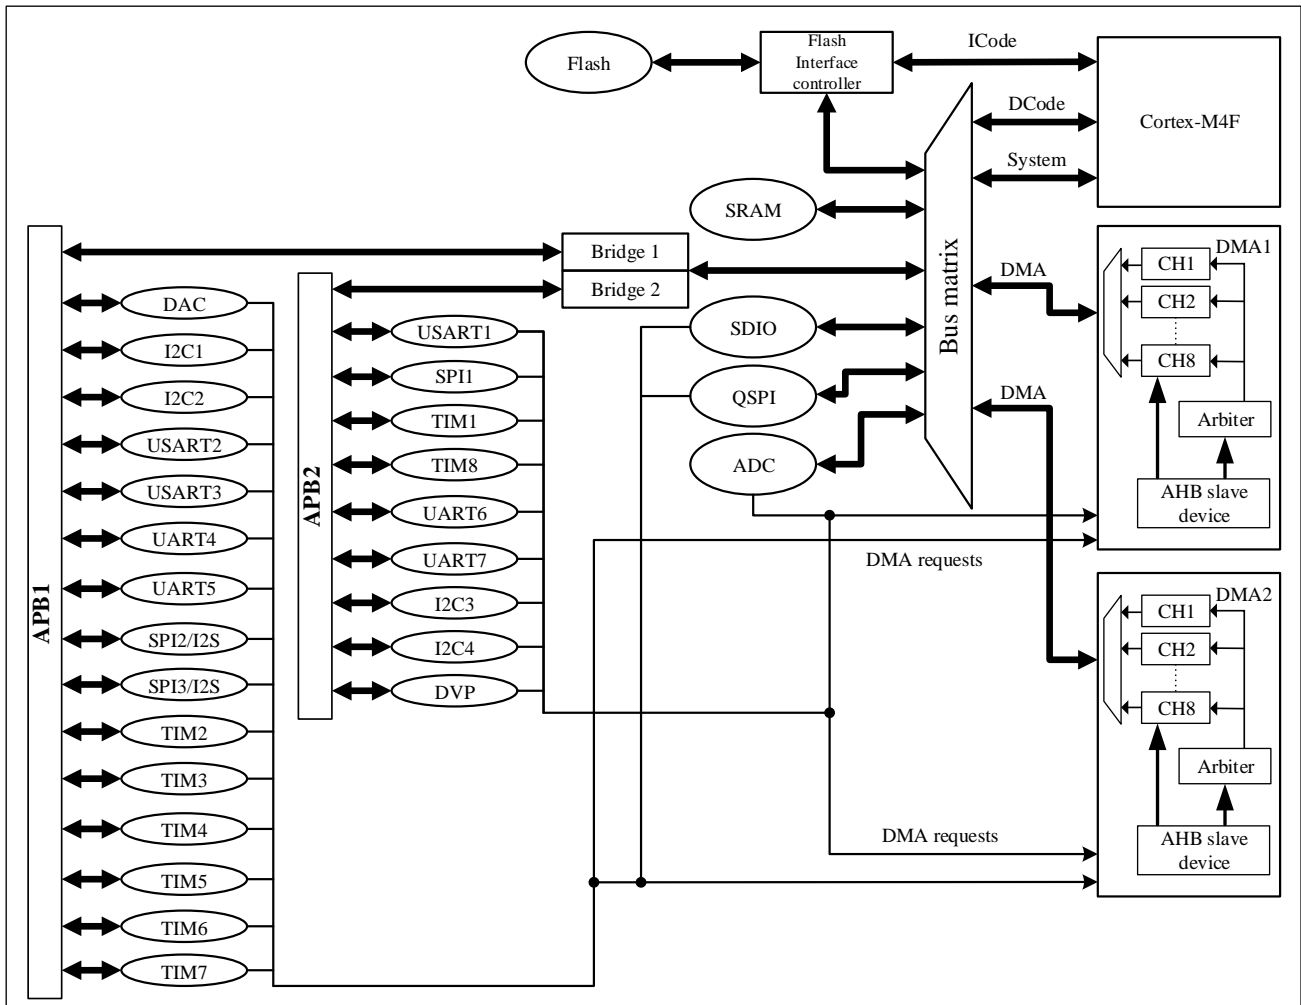 Flash
Flash
Interface
controller
ICode
Cortex-M4F
DCode
System
SRAM
Bus matrix
Bridge 1
Bridge 2
DMA
DMA
SDIO
QSPI
ADC
DMA1
CH1
CH2
CH8
Arbiter
AHB slave
device
DMA requests
DMA2
CH1
CH2
CH8
Arbiter
AHB slave
device
DMA requests
APB1
DAC
I2C1
I2C2
USART2
USART3
UART4
UART5
SPI2/I2S
SPI3/I2S
TIM2
TIM3
TIM4
TIM5
TIM6
TIM7
APB2
USART1
SPI1
TIM1
TIM8
UART6
UART7
I2C3
I2C4
DVP